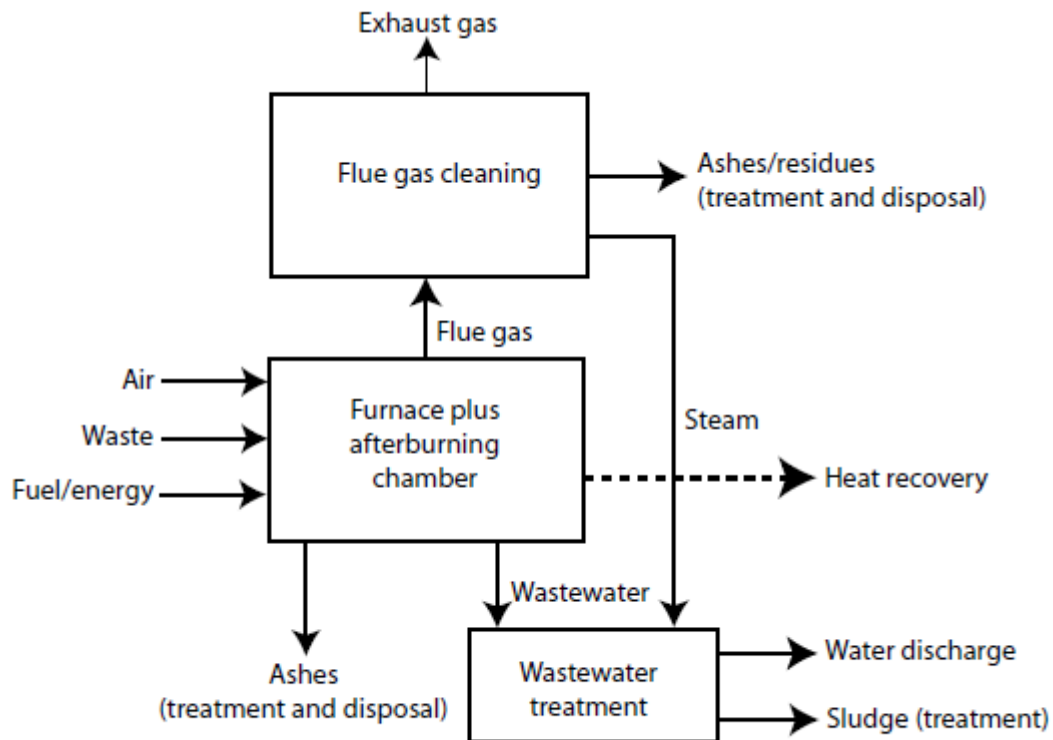 Exhaust gas
Flue gas cleaning
Ashes/residues
(treatment and disposal)
Flue gas
Air
Waste
Fuel/energy
Furnace plus
afterburning
chamber
Steam
Heat recovery
Wastewater
Ashes
(treatment and disposal)
Wastewater
treatment
Water discharge
Sludge (treatment)